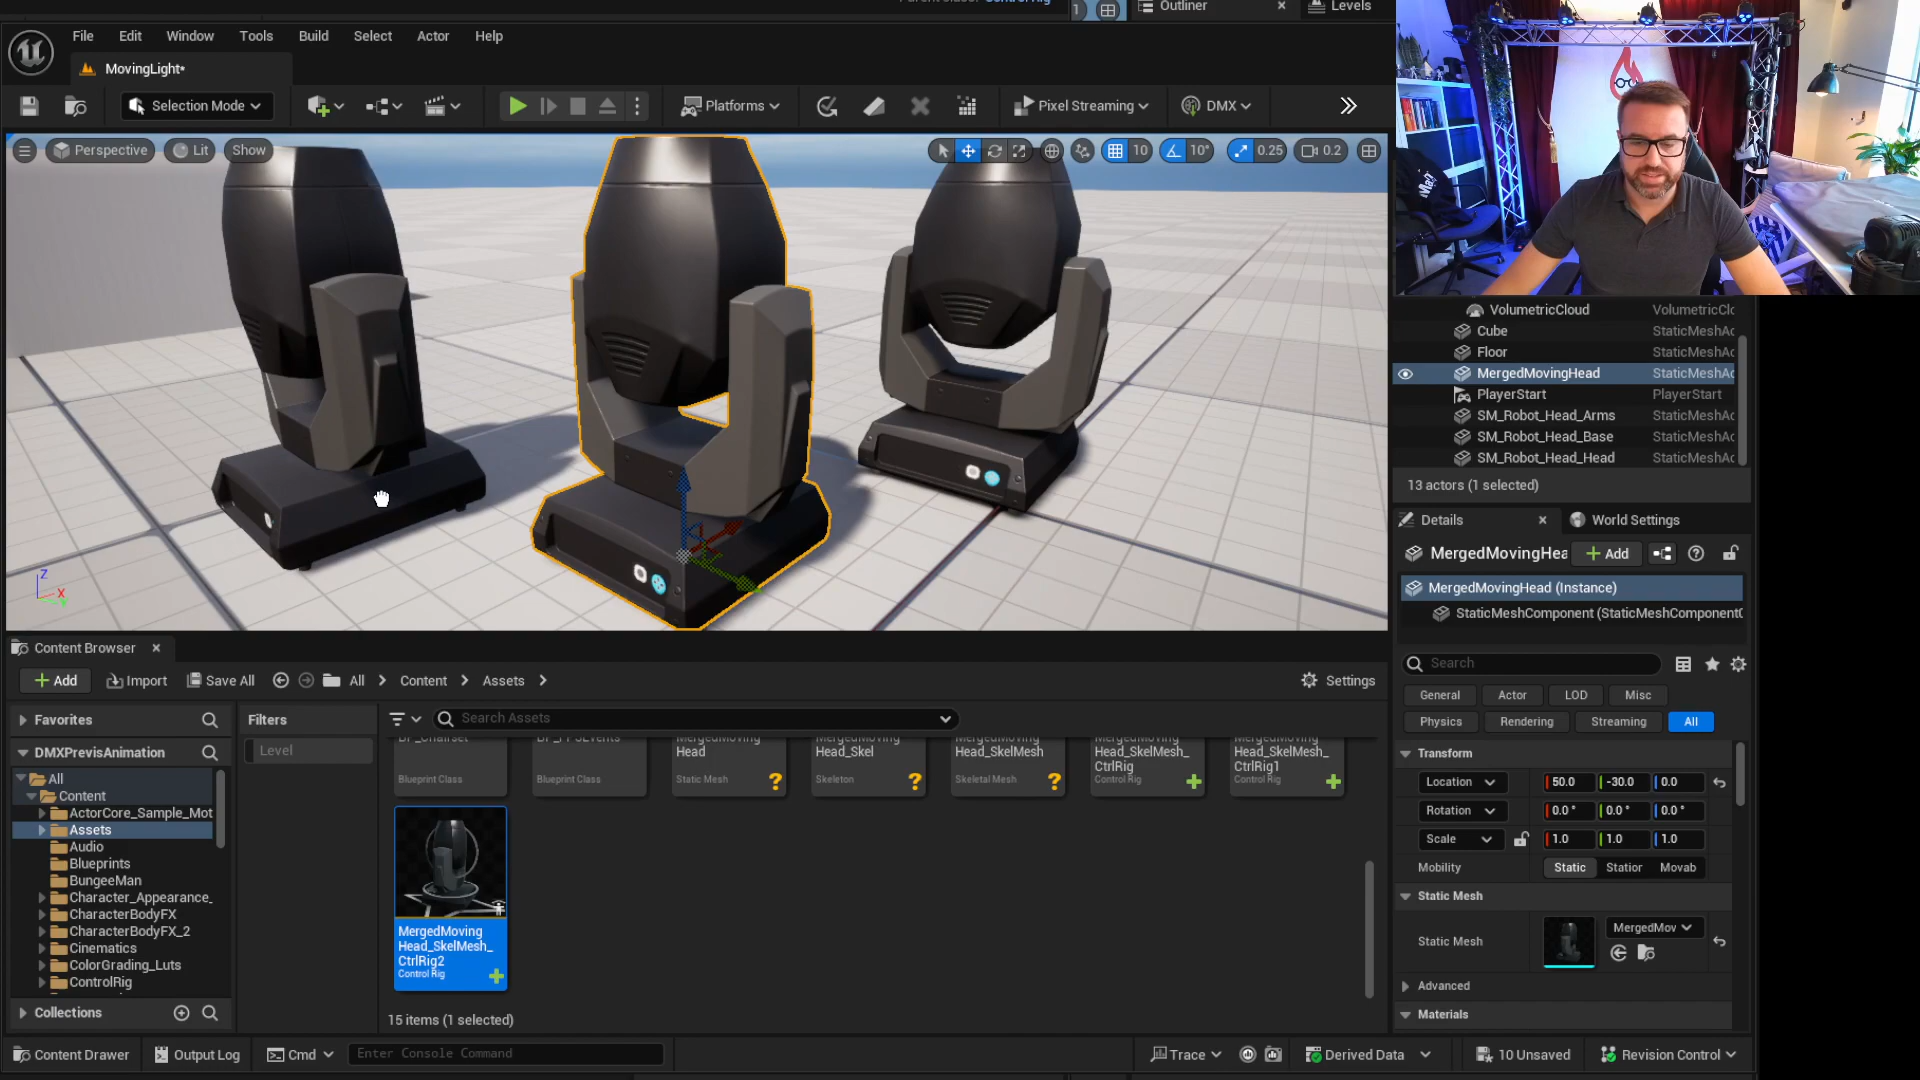 Outliner
Levels
File Edit Window Tools Build Select Actor Help
MovingLight*
Selection Mode
Platforms
Pixel Streaming
DMX
Perspective Lit Show
10 10° 0.25 0.2
VolumetricCloud VolumetricClo
Cube StaticMeshAc
Floor StaticMeshAc
MergedMovingHead StaticMeshAc
PlayerStart PlayerStart
SM_Robot_Head_Arms StaticMeshAc
SM_Robot_Head_Base StaticMeshAc
SM_Robot_Head_Head StaticMeshAc
13 actors (1 selected)
Details World Settings
MergedMovingHea Add
MergedMovingHead (Instance)
StaticMeshComponent (StaticMeshComponent0
Search
General Actor LOD Misc
Physics Rendering Streaming All
Transform
Location 50.0 -30.0 0.0
Rotation 0.0° 0.0° 0.0°
Scale 1.0 1.0 1.0
Mobility Static Statior Movab
Static Mesh
Static Mesh MergedMov
Advanced
Materials
Z
X
Content Browser
Add Import Save All All Content Assets Settings
Favorites
Filters
Search Assets
Level
DMXPrevisAnimation
All
Content
ActorCore_Sample_Mot
Assets
Audio
Blueprints
BungeeMan
Character_Appearance_
CharacterBodyFX
CharacterBodyFX_2
Cinematics
ColorGrading_Luts
ControlRig
Collections
Blueprint Class
Blueprint Class
Head
Static Mesh
Head_Skel
Skeleton
Head_SkelMesh
Skeletal Mesh
Head_SkelMesh_
CtrlRig
Control Rig
Head_SkelMesh_
CtrlRig1
Control Rig
MergedMoving
Head_SkelMesh_
CtrlRig2
Control Rig
15 items (1 selected)
Content Drawer Output Log Cmd Enter Console Command Trace Derived Data 10 Unsaved Revision Control